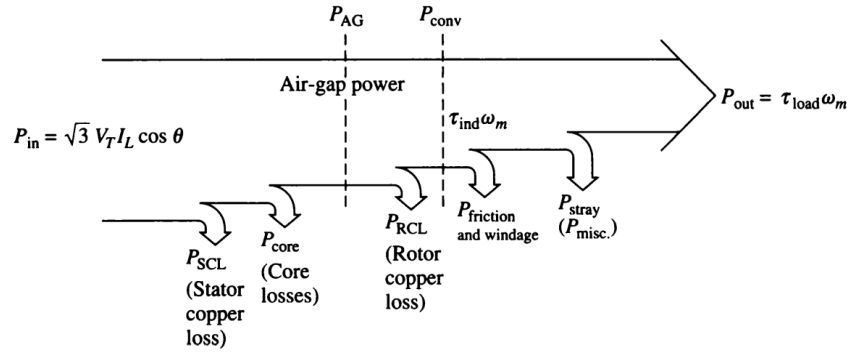 P_AG
P_conv
Air-gap power
P_out = τ_load ω_m
τ_ind ω_m
P_in = √3 V_T I_L cos θ
P_SCL
(Stator
copper
loss)
P_core
(Core
losses)
P_RCL
(Rotor
copper
loss)
P_friction
and windage
P_stray
(P_misc.)